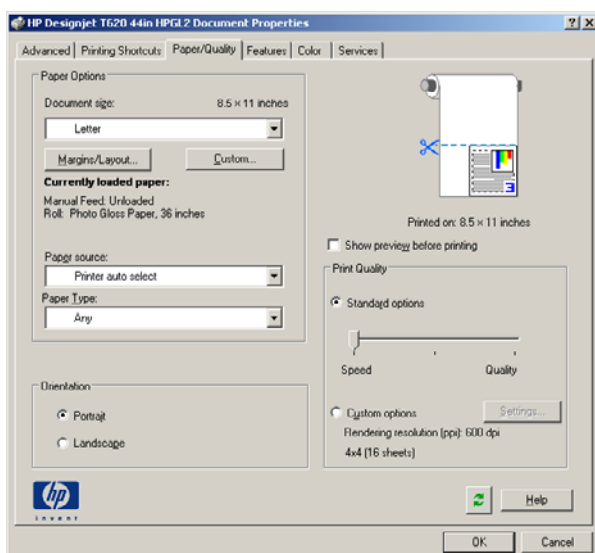 HP Designjet T620 44in HPGL2 Document Properties
Advanced
Printing Shortcuts
Paper/Quality
Features
Color
Services
Paper Options
Document size: 8.5 × 11 inches
Letter
Margins/Layout...
Custom...
Currently loaded paper:
Manual Feed: Unloaded
Roll: Photo Gloss Paper, 36 inches
Paper source:
Printer auto select
Paper Type:
Any
Orientation
Portrait
Landscape
3
Printed on: 8.5 × 11 inches
Show preview before printing
Print Quality
Standard options
Speed
Quality
Custom options
Settings...
Rendering resolution (ppi): 600 dpi
4x4 (16 sheets)
hp
invent
Help
OK
Cancel